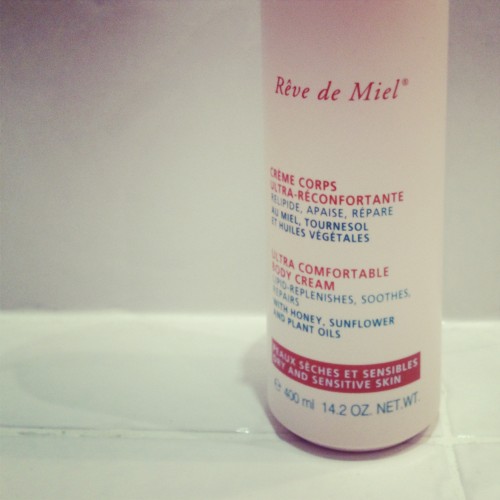 Rêve de Miel®
CRÈME CORPS
ULTRA-RÉCONFORTANTE
RELIPIDE, APAISE, RÉPARE
AU MIEL, TOURNESOL
ET HUILES VÉGÉTALES
ULTRA COMFORTABLE
BODY CREAM
LIPID-REPLENISHES, SOOTHES,
REPAIRS
WITH HONEY, SUNFLOWER
AND PLANT OILS
PEAUX SÈCHES ET SENSIBLES
DRY AND SENSITIVE SKIN
℮ 400 ml 14.2 OZ. NET.WT.